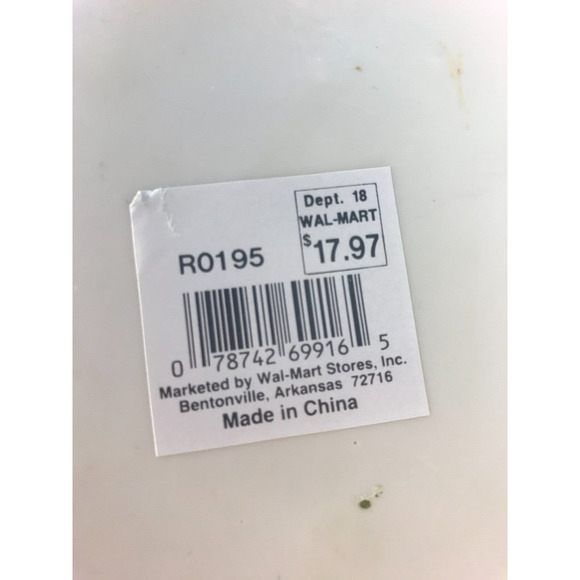 Dept. 18
WAL-MART
$17.97
RO195
0 78742 69916 5
Marketed by Wal-Mart Stores, Inc.
Bentonville, Arkansas 72716
Made in China